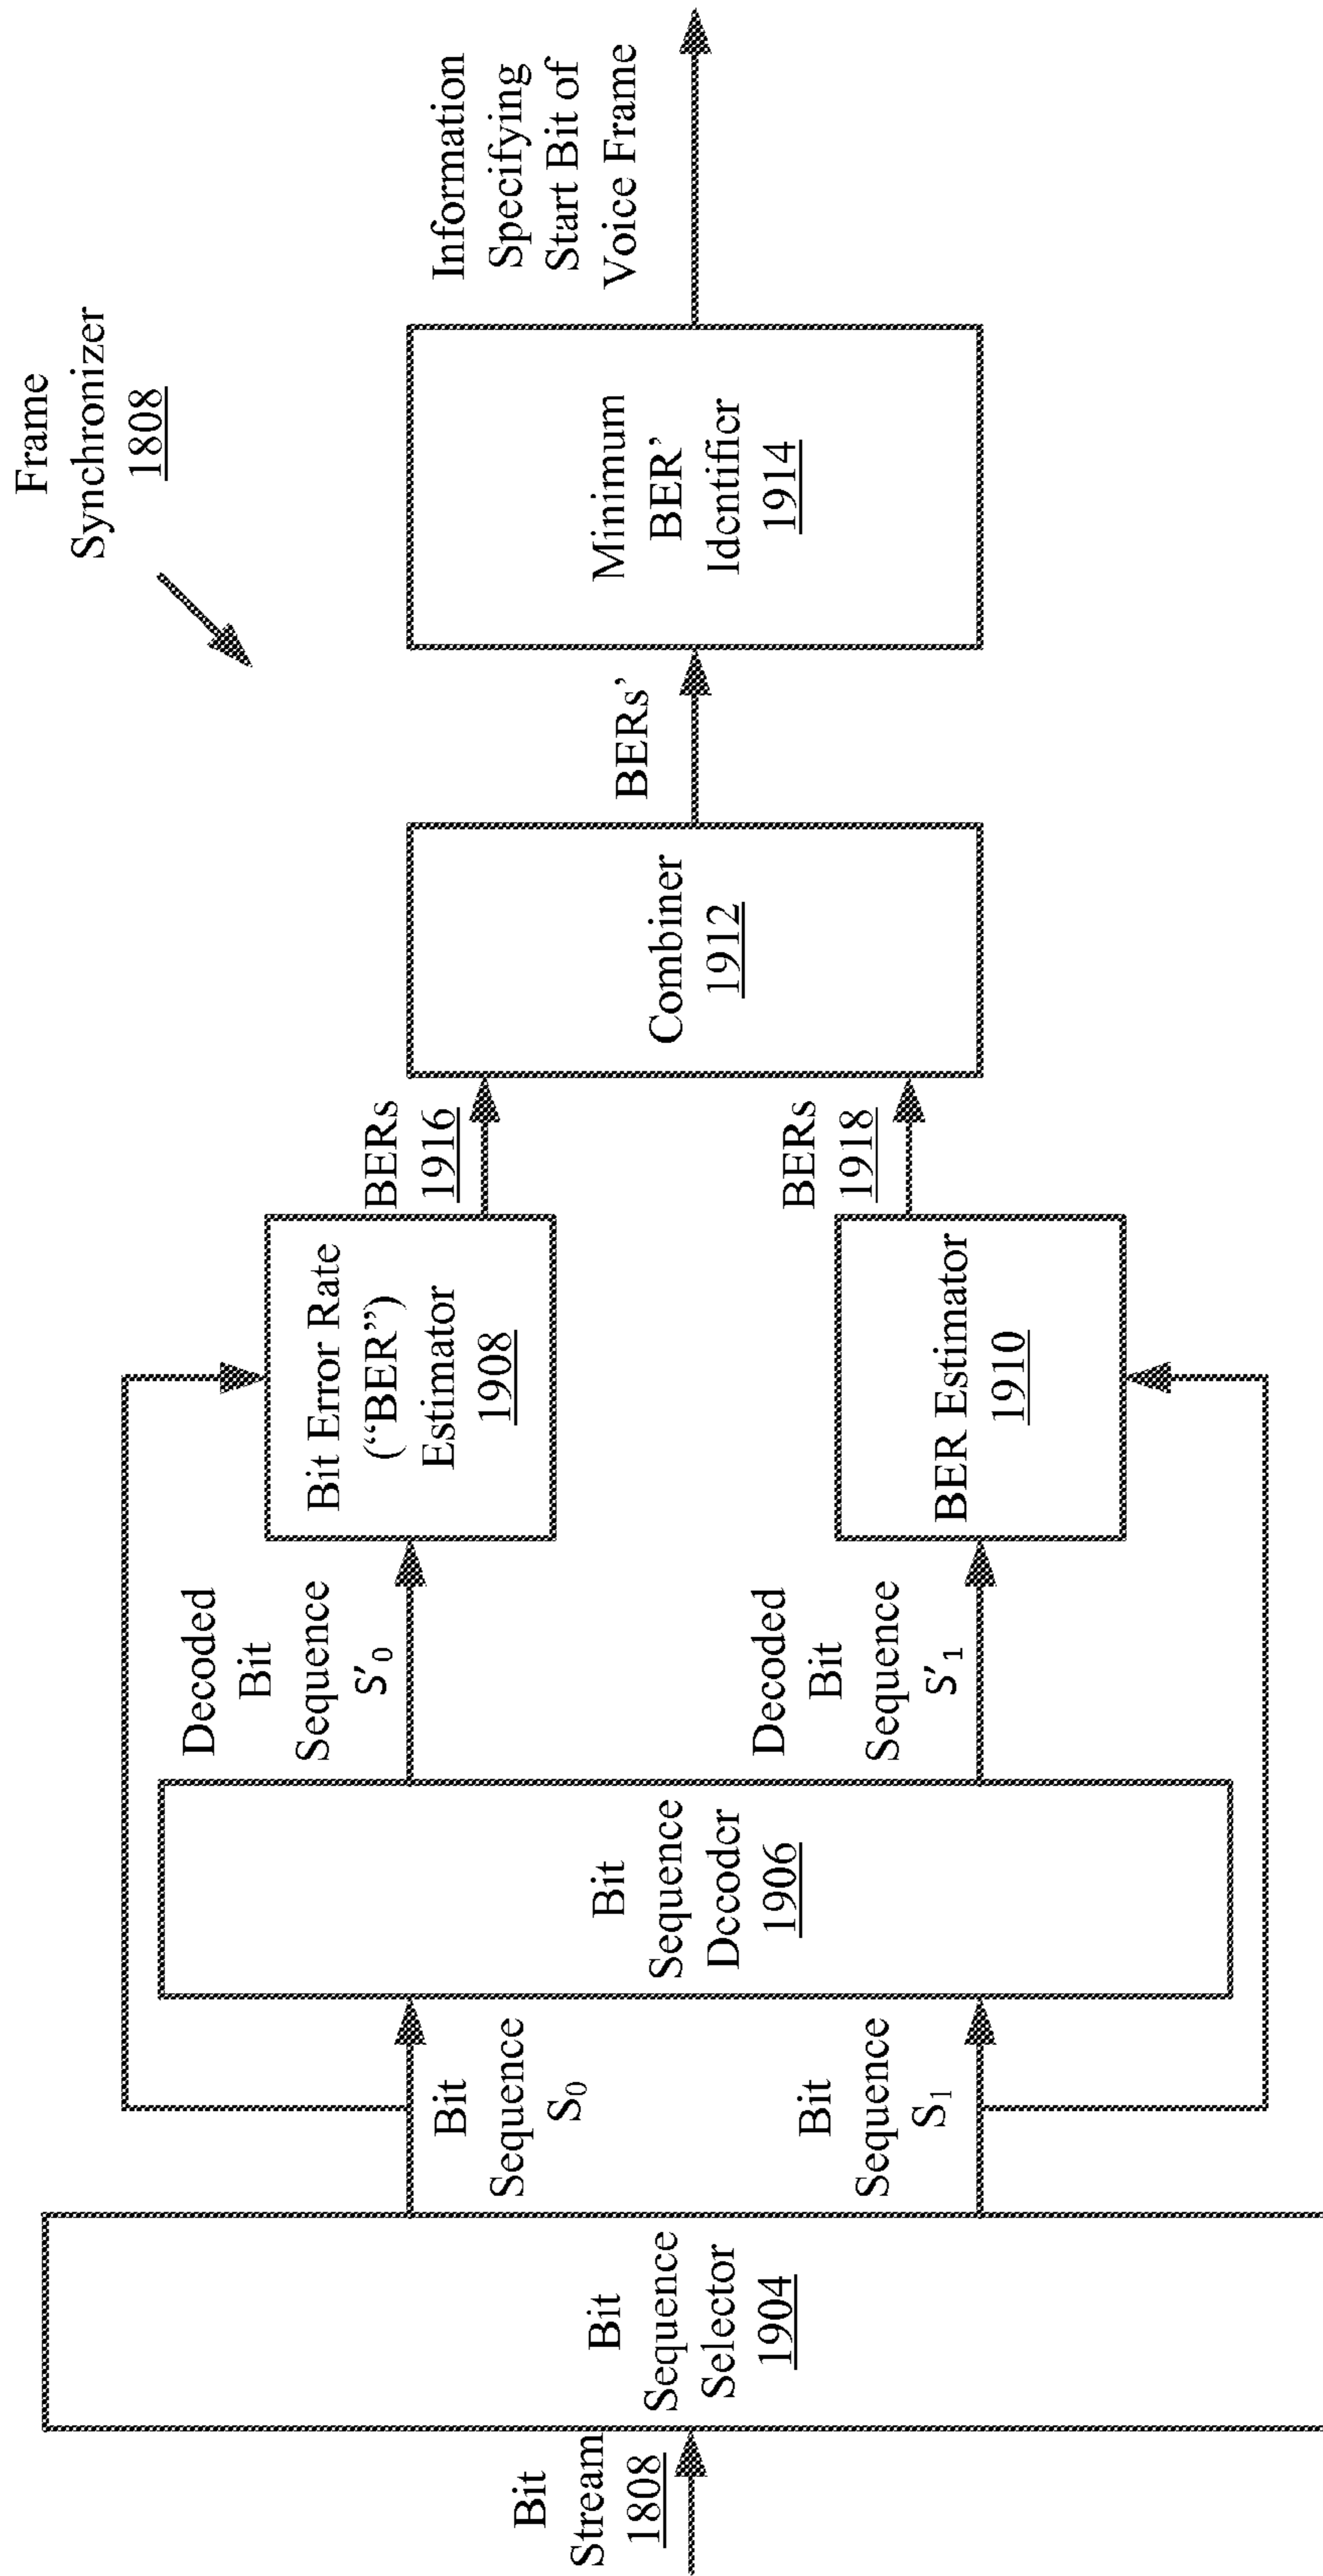 Frame
Synchronizer
1808
Bit
Stream
1808
Bit
Sequence
Selector
1904
Bit
Sequence
S0
Bit
Sequence
S1
Bit
Sequence
Decoder
1906
Decoded
Bit
Sequence
S'0
Decoded
Bit
Sequence
S'1
Bit Error Rate
(“BER”)
Estimator
1908
BER Estimator
1910
BERs
1916
BERs
1918
Combiner
1912
BERs’
Minimum
BER’
Identifier
1914
Information
Specifying
Start Bit of
Voice Frame